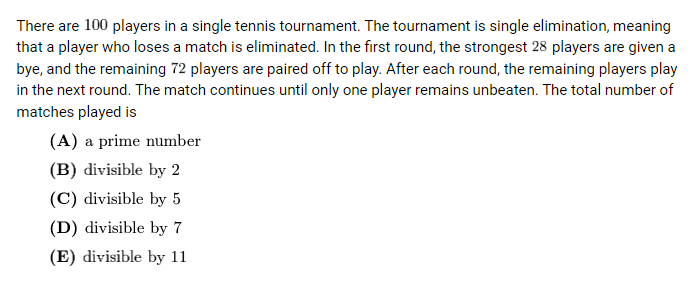 There are 100 players in a single tennis tournament. The tournament is single elimination, meaning
that a player who loses a match is eliminated. In the first round, the strongest 28 players are given a
bye, and the remaining 72 players are paired off to play. After each round, the remaining players play
in the next round. The match continues until only one player remains unbeaten. The total number of
matches played is
(A) a prime number
(B) divisible by 2
(C) divisible by 5
(D) divisible by 7
(E) divisible by 11